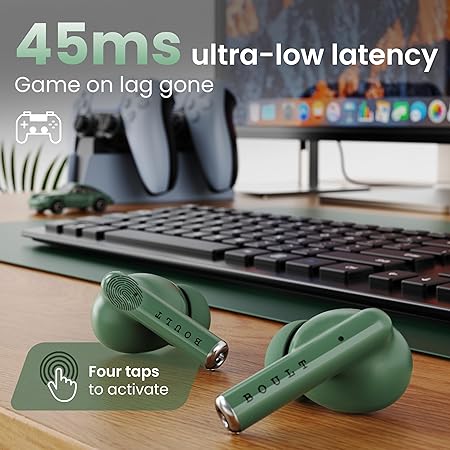 45ms ultra-low latency
Game on lag gone
BOULT
BOULT
Four taps
to activate